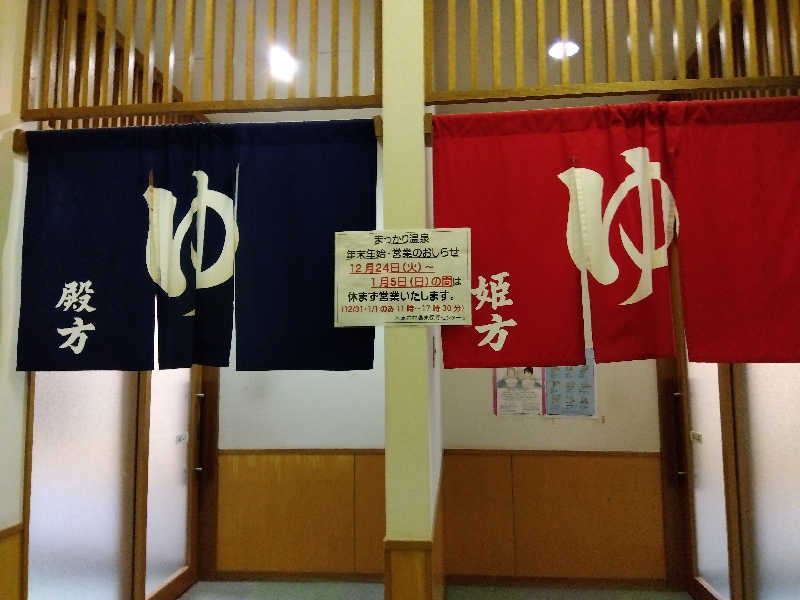 ゆ
殿方
まっかり温泉
年末年始・営業のおしらせ
12月24日（火）～
1月5日（日）の間は
休まず営業いたします。
（12/31・1/1のみ11時～17時30分）
ゆ
姫方